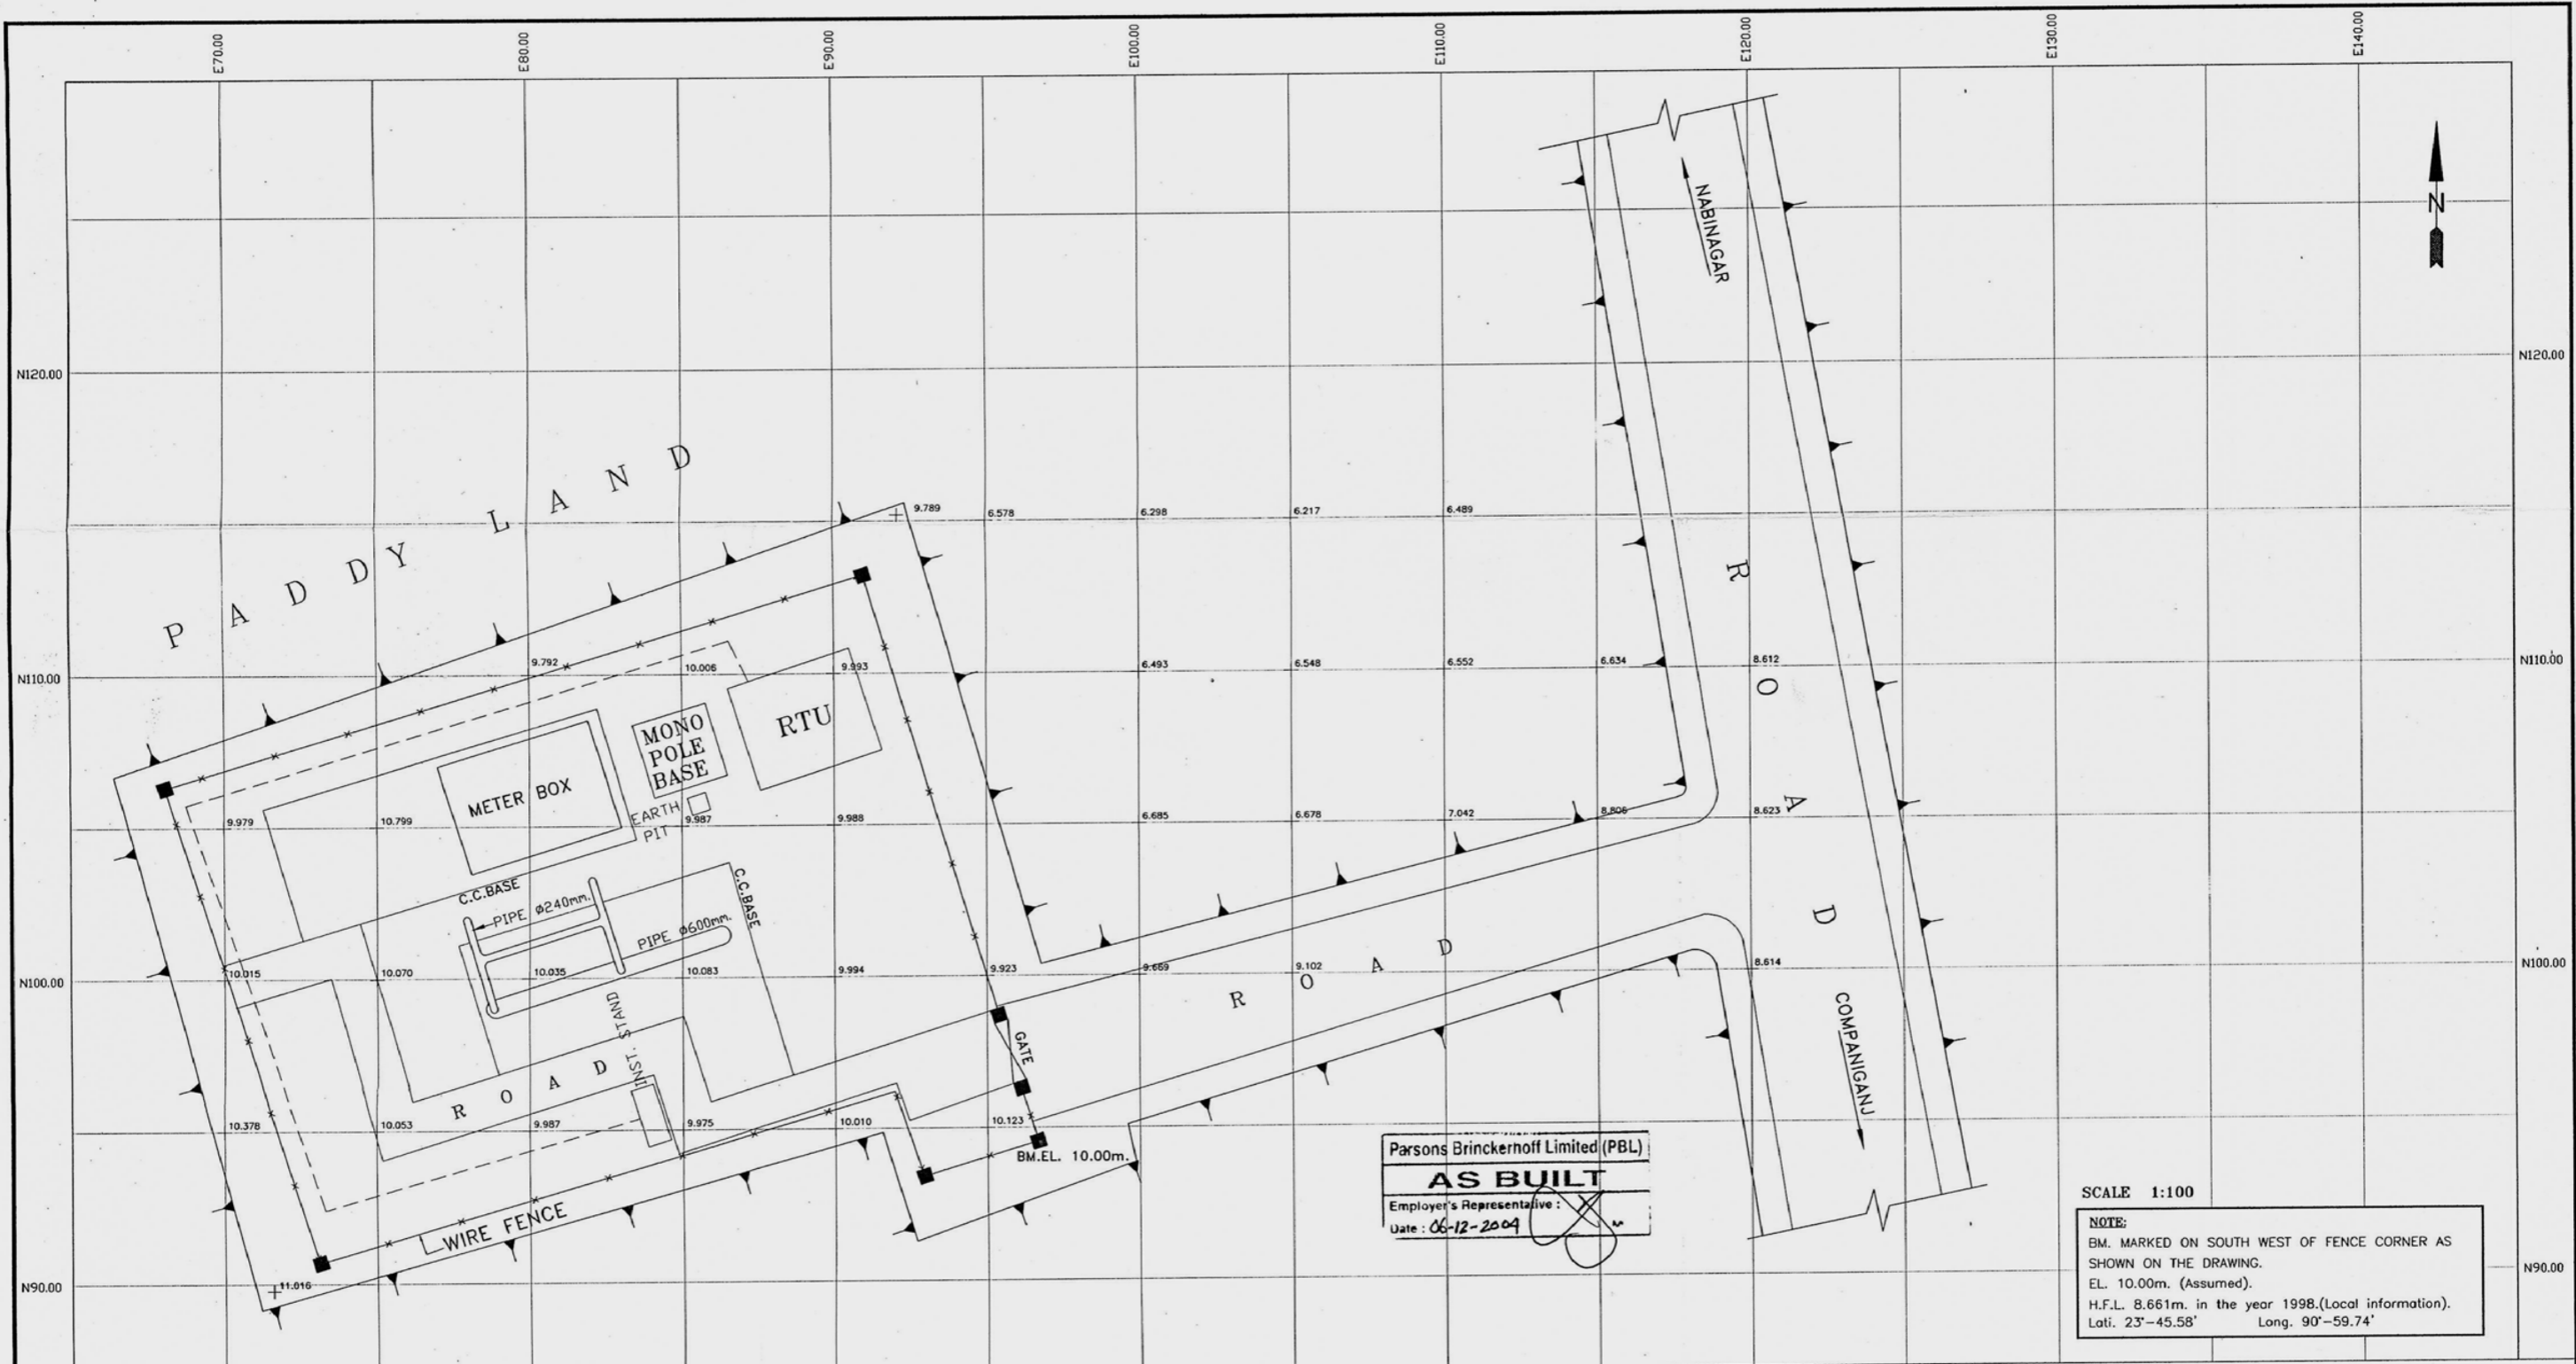 E70.00
E80.00
E90.00
E100.00
E110.00
E120.00
E130.00
E140.00
NABINAGAR
N
N120.00
N120.00
PADDY LAND
9.789
6.578
6.298
6.217
6.489
ROAD
9.792
10.006
9.993
6.493
6.548
6.552
6.634
8.612
N110.00
N110.00
MONO
POLE
BASE
RTU
METER BOX
EARTH
PIT
9.979
10.799
9.987
9.988
6.685
6.678
7.042
8.806
8.623
C.C.BASE
C.C.BASE
PIPE ø240mm.
PIPE ø600mm.
10.015
10.070
10.035
10.083
9.994
9.923
9.669
9.102
8.614
N100.00
N100.00
ROAD
INST. STAND
GATE
COMPANIGANJ
ROAD
10.378
10.053
9.987
9.975
10.010
10.123
BM.EL. 10.00m.
WIRE FENCE
11.016
N90.00
N90.00
Parsons Brinckerhoff Limited (PBL)
AS BUILT
Employer's Representative :
Date : 06-12-2004
SCALE 1:100
NOTE:
BM. MARKED ON SOUTH WEST OF FENCE CORNER AS
SHOWN ON THE DRAWING.
EL. 10.00m. (Assumed).
H.F.L. 8.661m. in the year 1998.(Local information).
Lati. 23°-45.58' Long. 90°-59.74'